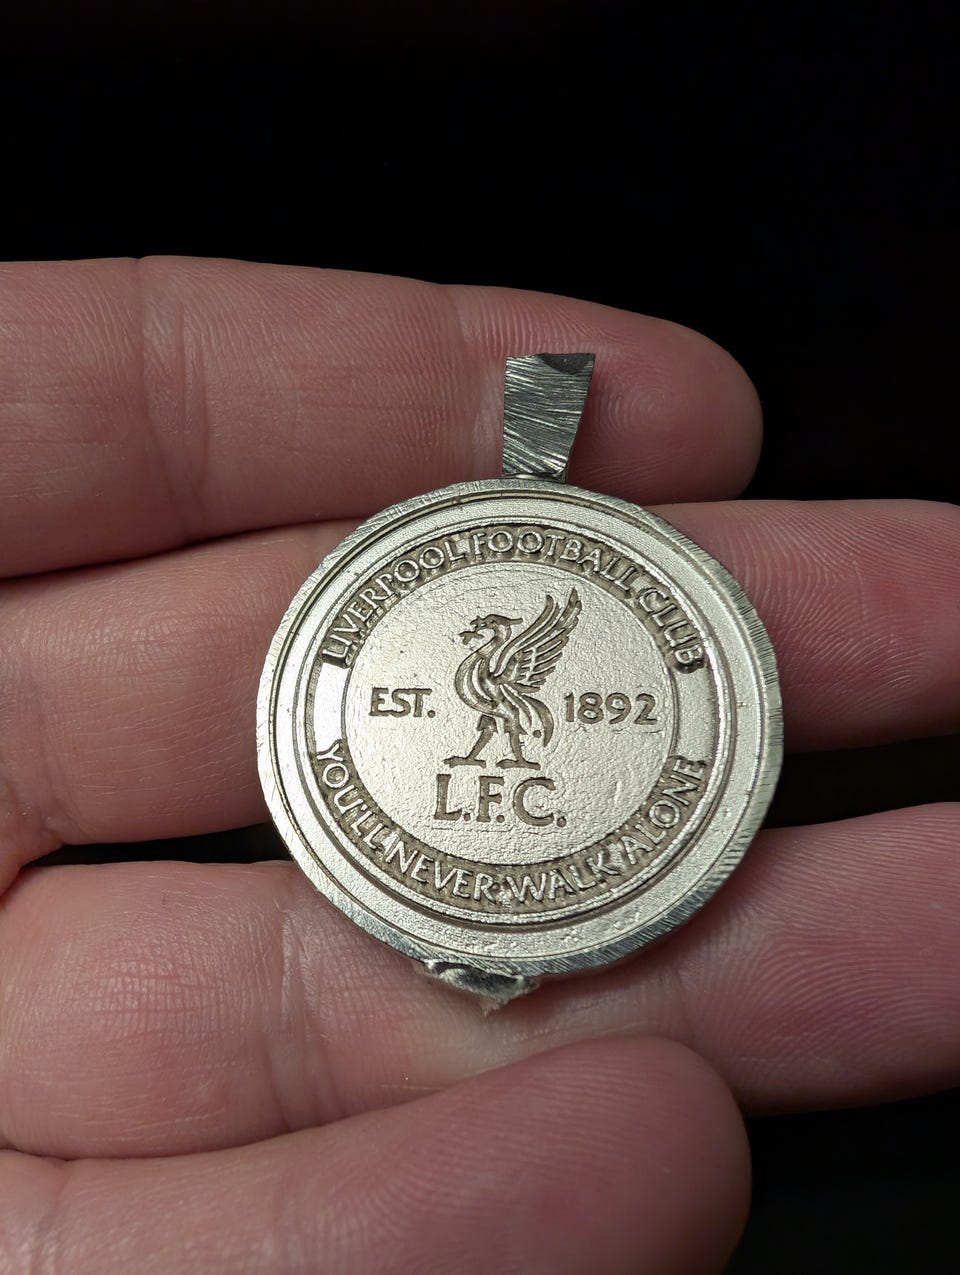 LIVERPOOL FOOTBALL CLUB
EST. 1892
L.F.C.
YOU'LL NEVER WALK ALONE